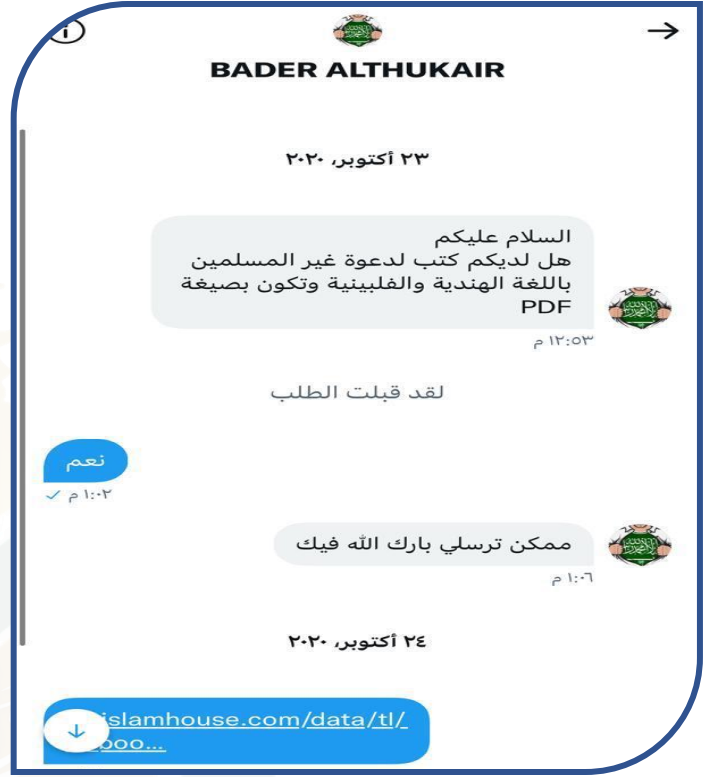 BADER ALTHUKAIR
٢٣ أكتوبر، ٢٠٢٠
السلام عليكم
هل لديكم كتب لدعوة غير المسلمين
باللغة الهندية والفلبينية وتكون بصيغة
PDF
١٢:٥٣ م
لقد قبلت الطلب
نعم
١:٠٢ م
ممكن ترسلي بارك الله فيك
١:٠٦ م
٢٤ أكتوبر، ٢٠٢٠
islamhouse.com/data/tl/
poo...